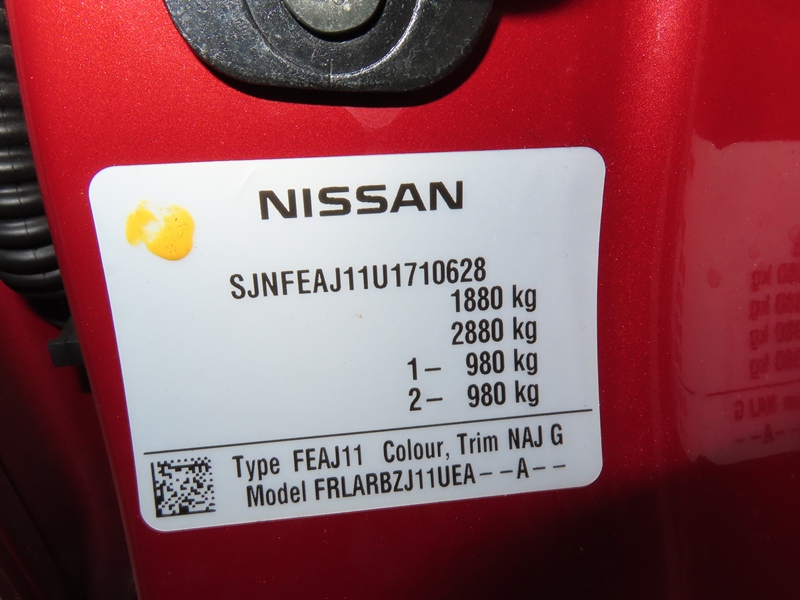 NISSAN
SJNFEAJ11U1710628
1880 kg
2880 kg
1– 980 kg
2– 980 kg
Type FEAJ11 Colour, Trim NAJ G
Model FRLARBZJ11UEA––A––